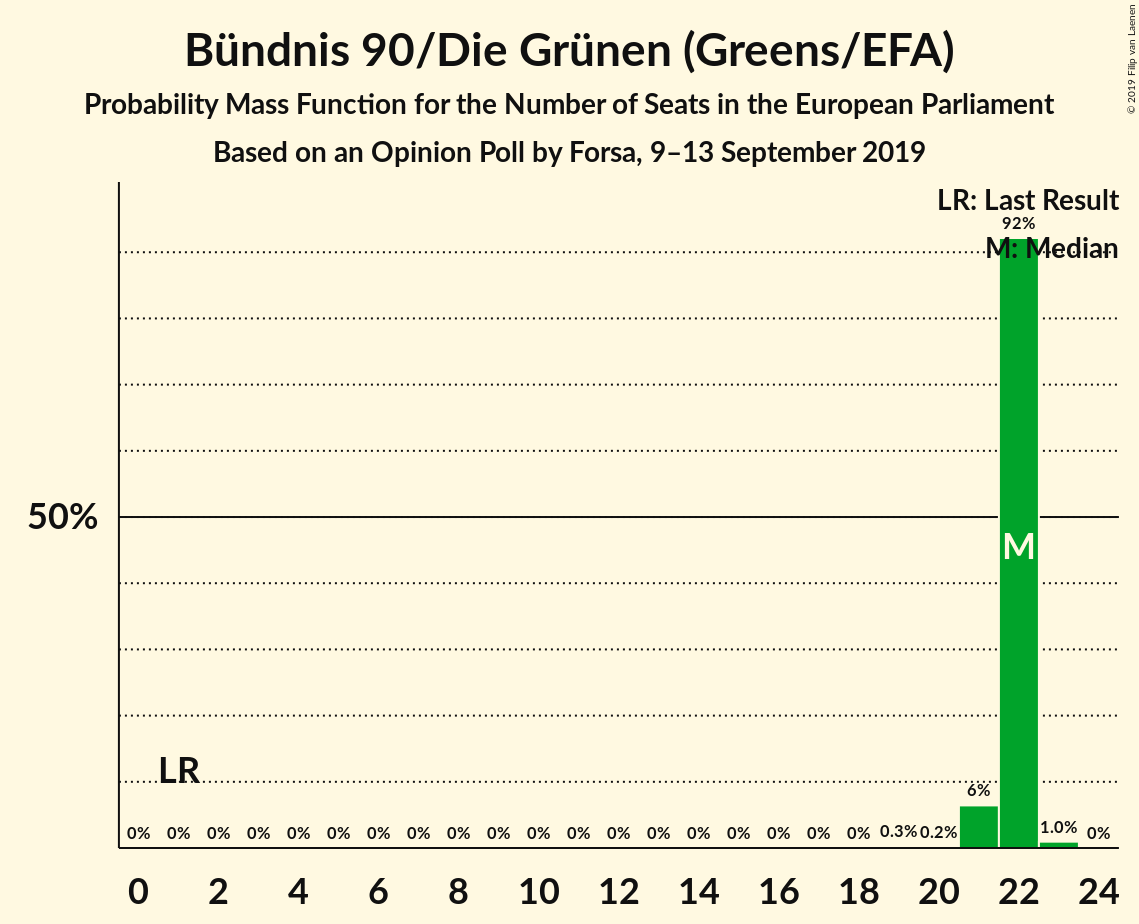 Bündnis 90/Die Grünen (Greens/EFA)
Probability Mass Function for the Number of Seats in the European Parliament
Based on an Opinion Poll by Forsa, 9–13 September 2019
© 2019 Filip van Laenen
LR: Last Result
92%
M: Median
50%
M
LR
6%
0% 0% 0% 0% 0% 0% 0% 0% 0% 0% 0% 0% 0% 0% 0% 0% 0% 0% 0% 0.3% 0.2% 1.0% 0%
0 2 4 6 8 10 12 14 16 18 20 22 24